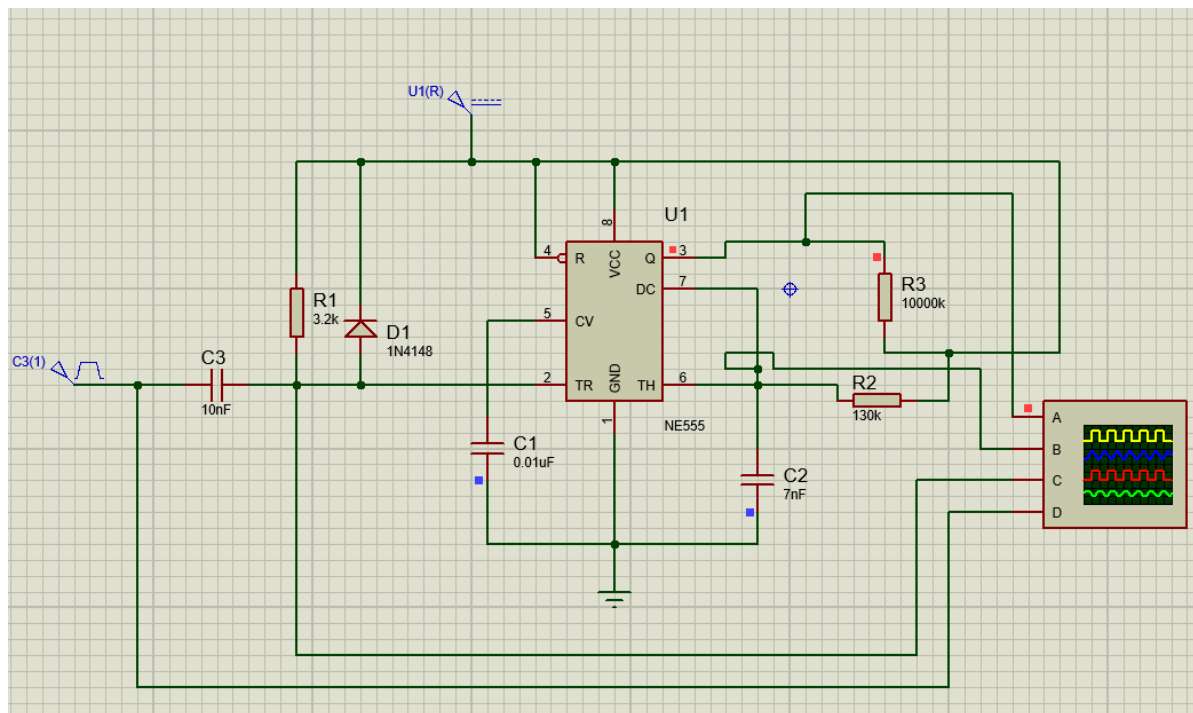 U1(R)
U1
8
VCC
4
R
Q
3
DC
7
5
CV
R3
10000k
R1
3.2k
D1
1N4148
C3(1)
C3
10nF
2
TR
GND
TH
6
R2
130k
1
NE555
A
B
C
D
C1
0.01uF
C2
7nF